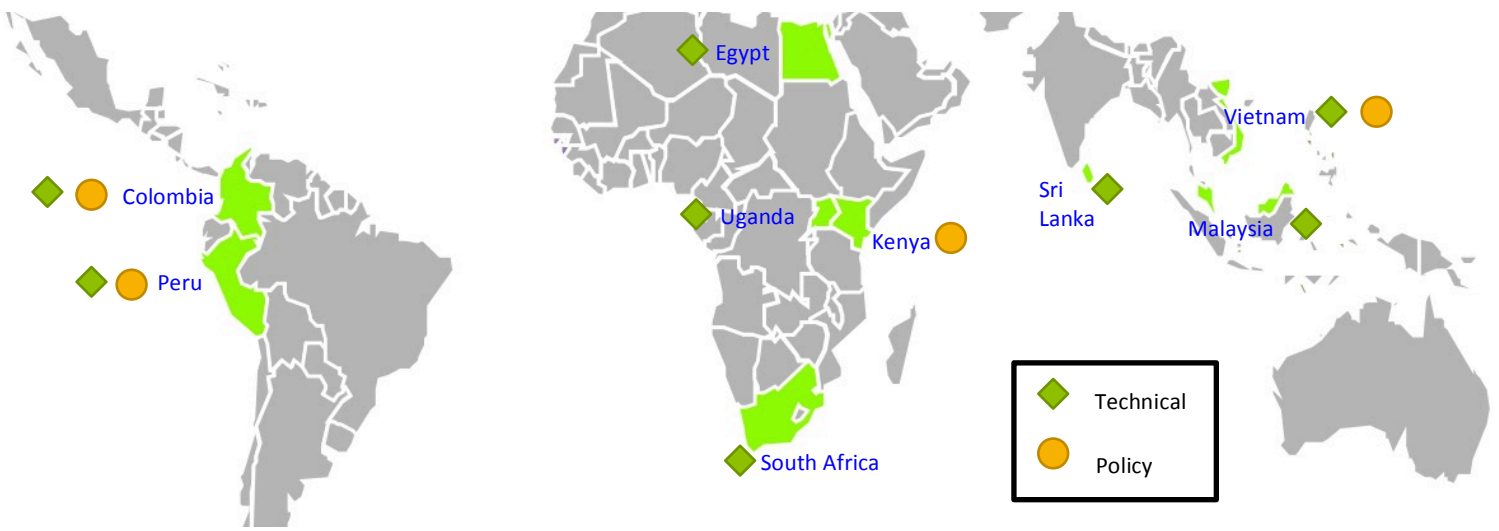 Egypt
Vietnam
Colombia
Sri
Lanka
Uganda
Malaysia
Kenya
Peru
Technical
South Africa
Policy